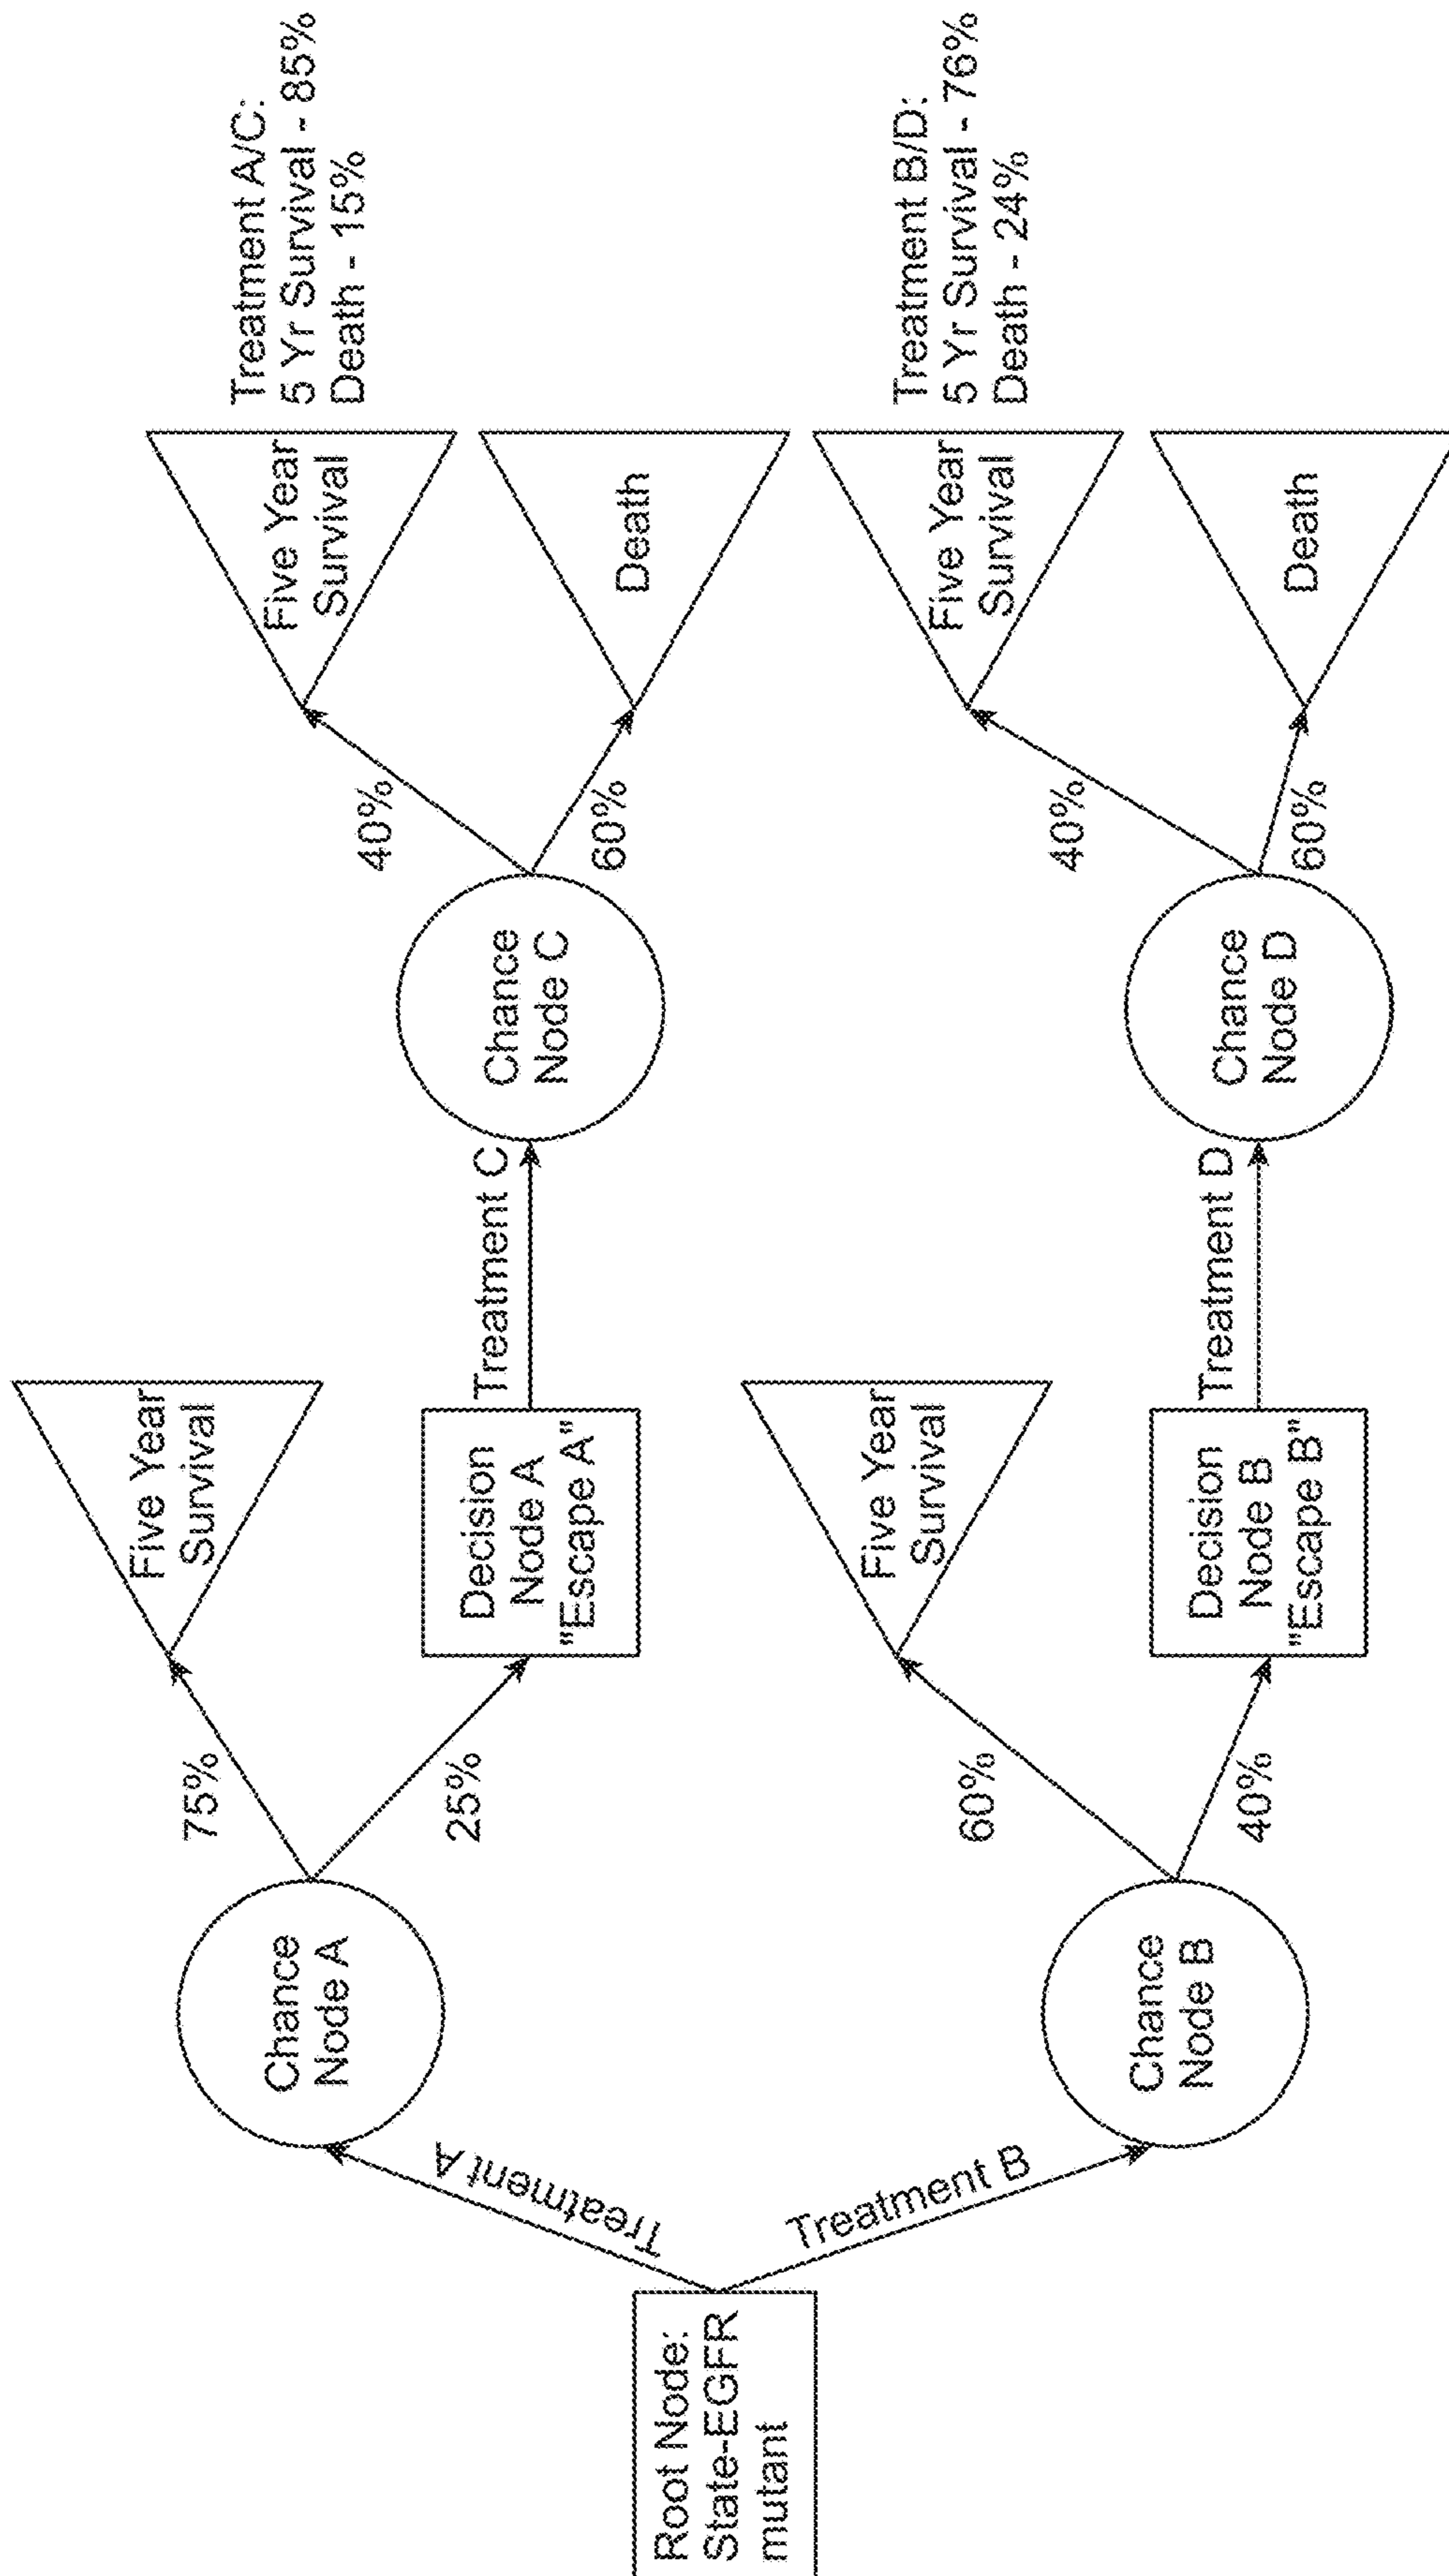 Root Node:
State-EGFR
mutant
Treatment A
Treatment B
Chance
Node A
75%
25%
Five Year
Survival
Decision
Node A
"Escape A"
Treatment C
Chance
Node C
40%
60%
Five Year
Survival
Death
Treatment A/C:
5 Yr Survival - 85%
Death - 15%
Chance
Node B
60%
40%
Five Year
Survival
Decision
Node B
"Escape B"
Treatment D
Chance
Node D
40%
60%
Five Year
Survival
Death
Treatment B/D:
5 Yr Survival - 76%
Death - 24%